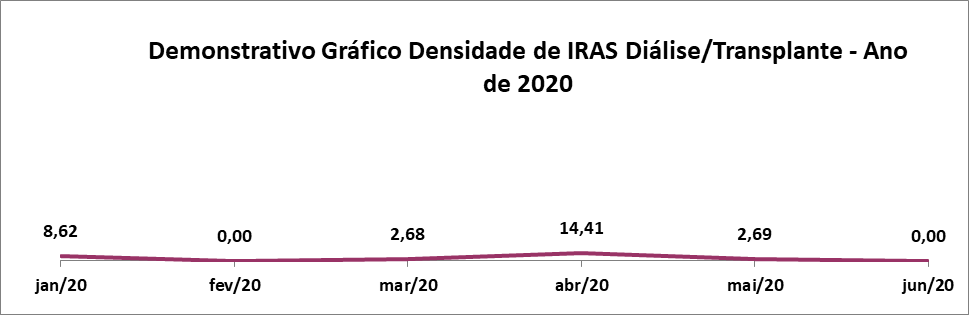 Demonstrativo Gráfico Densidade de IRAS Diálise/Transplante - Ano
de 2020
8,62
0,00
2,68
14,41
2,69
0,00
jan/20
fev/20
mar/20
abr/20
mai/20
jun/20